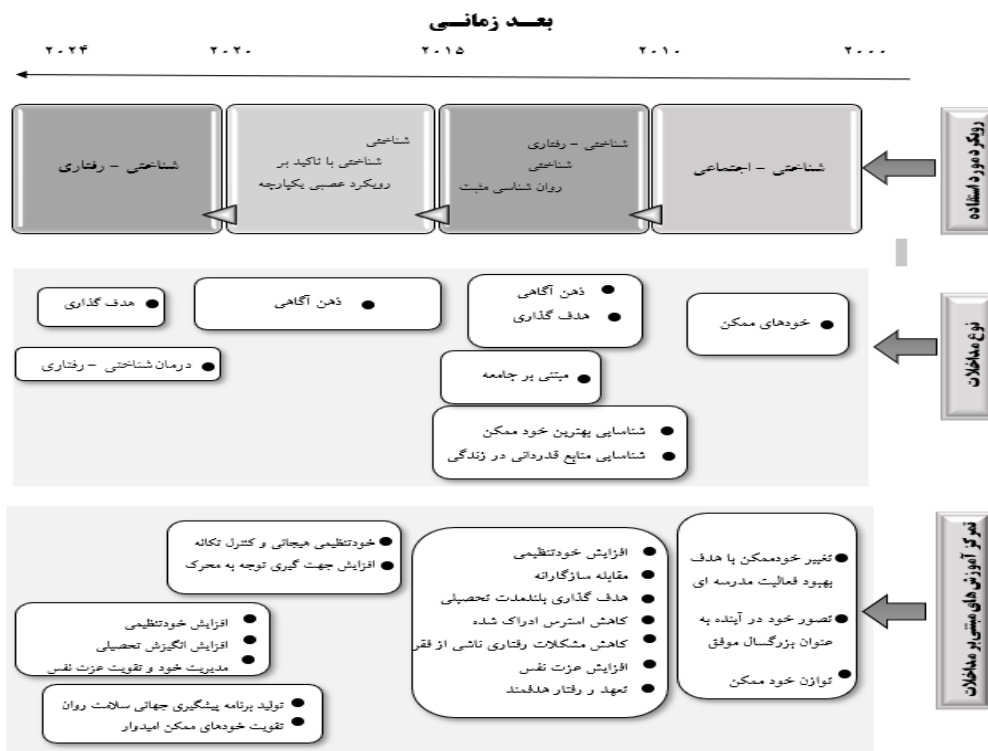 بعد زمانی
۲۰۰۰ ۲۰۱۰ ۲۰۱۵ ۲۰۲۰ ۲۰۲۴
رویکرد مورد استفاده
شناختی - اجتماعی
شناختی - رفتاری
شناختی
روان شناسی مثبت
شناختی
شناختی با تاکید بر
رویکرد عصبی یکپارچه
شناختی - رفتاری
نوع مداخلات
خودهای ممکن
ذهن آگاهی
هدف گذاری
مبتنی بر جامعه
شناسایی بهترین خود ممکن
شناسایی منابع قدردانی در زندگی
ذهن آگاهی
هدف گذاری
درمان شناختی - رفتاری
تمرکز آموزش های مبتنی بر مداخلات
تغییر خودممکن با هدف
بهبود فعالیت مدرسه ای
تصور خود در آینده به
عنوان بزرگسال موفق
توازن خود ممکن
افزایش خودتنظیمی
مقابله سازگارانه
هدف گذاری بلندمدت تحصیلی
کاهش استرس ادراک شده
کاهش مشکلات رفتاری ناشی از فقر
افزایش عزت نفس
تعهد و رفتار هدفمند
خودتنظیمی هیجانی و کنترل تکانه
افزایش جهت گیری توجه به محرک
افزایش خودتنظیمی
افزایش انگیزش تحصیلی
مدیریت خود و تقویت عزت نفس
تولید برنامه پیشگیری جهانی سلامت روان
تقویت خودهای ممکن امیدوار